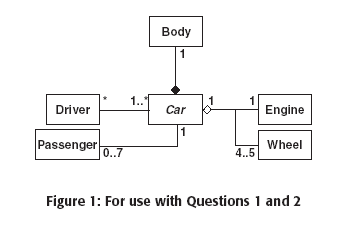 Body
1
Driver
*
1..*
Car
1
1
Engine
Passenger
0..7
1
4..5
Wheel
Figure 1: For use with Questions 1 and 2